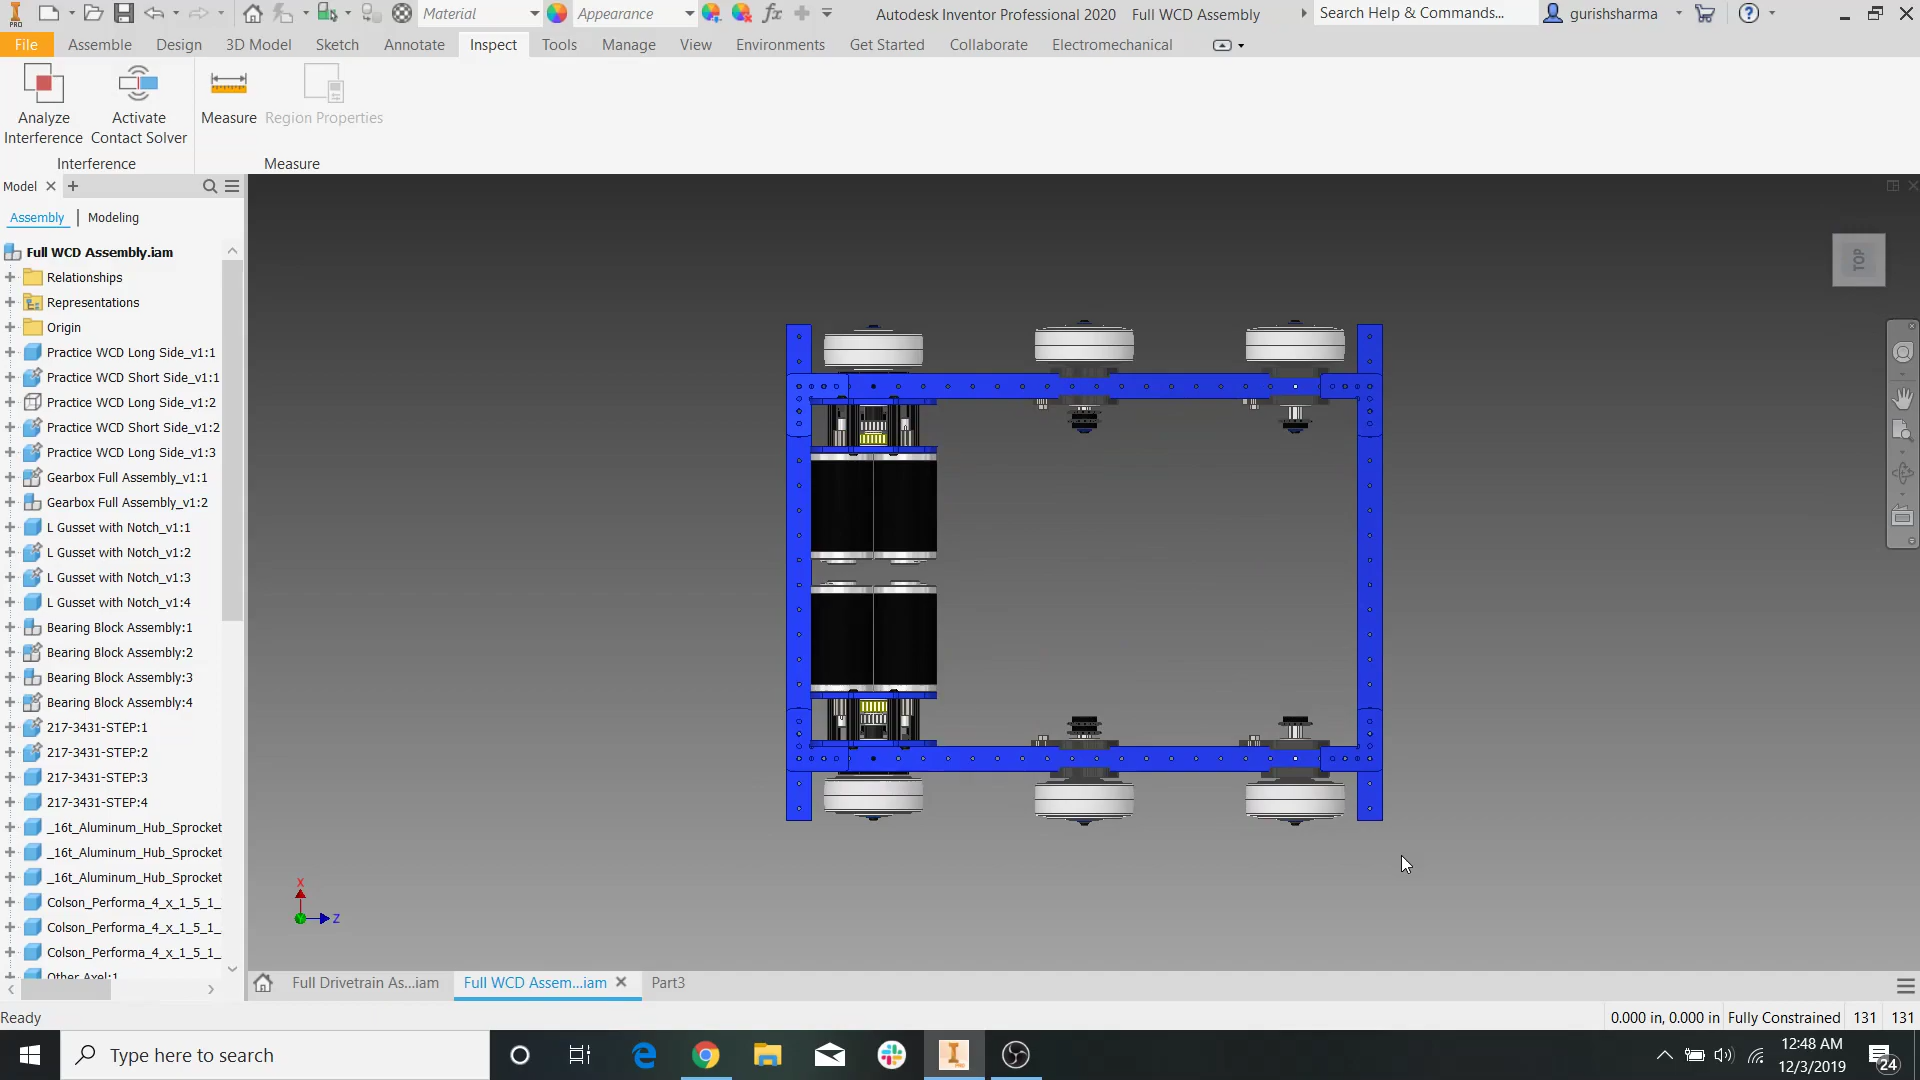 PRO
Material
Appearance
Autodesk Inventor Professional 2020 Full WCD Assembly
Search Help & Commands...
gurishsharma
File
Assemble
Design
3D Model
Sketch
Annotate
Inspect
Tools
Manage
View
Environments
Get Started
Collaborate
Electromechanical
Analyze
Interference
Activate
Contact Solver
Measure
Region Properties
Interference
Measure
Model
Assembly | Modeling
Full WCD Assembly.iam
Relationships
Representations
Origin
Practice WCD Long Side_v1:1
Practice WCD Short Side_v1:1
Practice WCD Long Side_v1:2
Practice WCD Short Side_v1:2
Practice WCD Long Side_v1:3
Gearbox Full Assembly_v1:1
Gearbox Full Assembly_v1:2
L Gusset with Notch_v1:1
L Gusset with Notch_v1:2
L Gusset with Notch_v1:3
L Gusset with Notch_v1:4
Bearing Block Assembly:1
Bearing Block Assembly:2
Bearing Block Assembly:3
Bearing Block Assembly:4
217-3431-STEP:1
217-3431-STEP:2
217-3431-STEP:3
217-3431-STEP:4
_16t_Aluminum_Hub_Sprocket
_16t_Aluminum_Hub_Sprocket
_16t_Aluminum_Hub_Sprocket
Colson_Performa_4_x_1_5_1_
Colson_Performa_4_x_1_5_1_
Colson_Performa_4_x_1_5_1_
Other Axel:1
TOP
X
Z
Full Drivetrain As...iam
Full WCD Assem...iam
Part3
Ready
0.000 in, 0.000 in
Fully Constrained
131
131
Type here to search
PRO
12:48 AM
12/3/2019
24